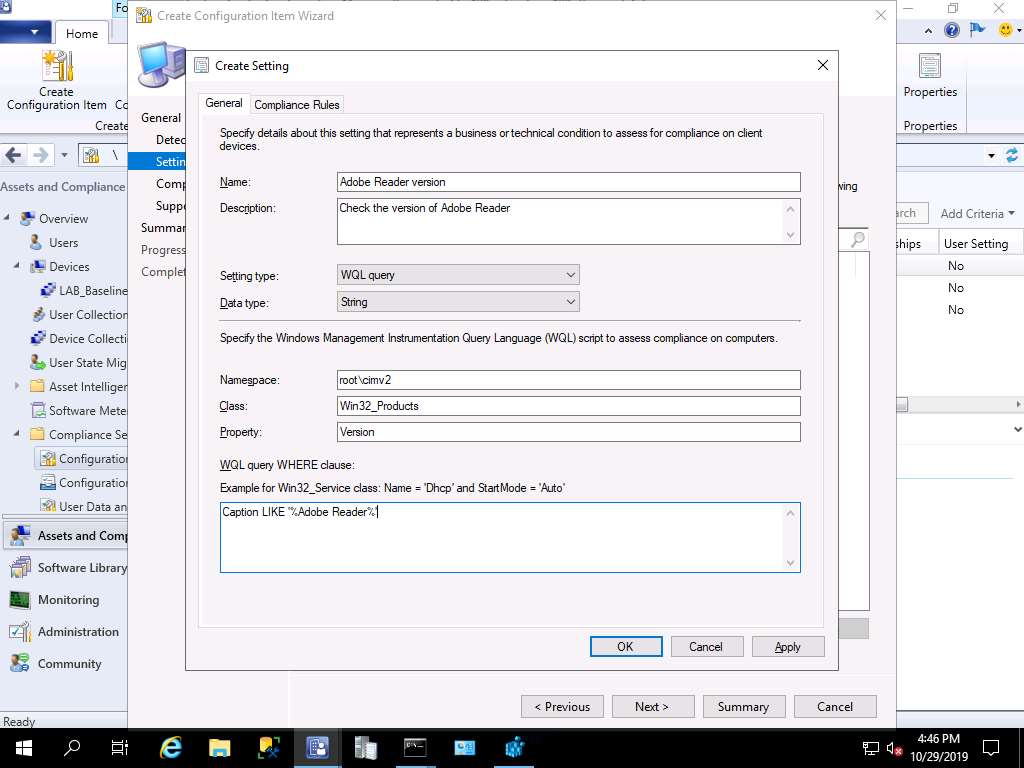 Fo
Create Configuration Item Wizard
Home
Create
Configuration Item
Co
Create
Properties
Properties
\
Assets and Compliance
Overview
Users
Devices
LAB_Baseline
User Collection
Device Collecti
User State Mig
Asset Intelliger
Software Mete
Compliance Se
Configuratio
Configuration
User Data an
Assets and Comp
Software Library
Monitoring
Administration
Community
Ready
General
Detec
Settin
Comp
Suppo
Summar
Progress
Complet
Create Setting
General
Compliance Rules
Specify details about this setting that represents a business or technical condition to assess for compliance on client
devices.
Name:
Adobe Reader version
Description:
Check the version of Adobe Reader
Setting type:
WQL query
Data type:
String
Specify the Windows Management Instrumentation Query Language (WQL) script to assess compliance on computers.
Namespace:
root\cimv2
Class:
Win32_Products
Property:
Version
WQL query WHERE clause:
Example for Win32_Service class: Name = 'Dhcp' and StartMode = 'Auto'
Caption LIKE '%Adobe Reader%'
OK
Cancel
Apply
< Previous
Next >
Summary
Cancel
wing
arch
Add Criteria
ships
User Setting
No
No
No
4:46 PM
10/29/2019